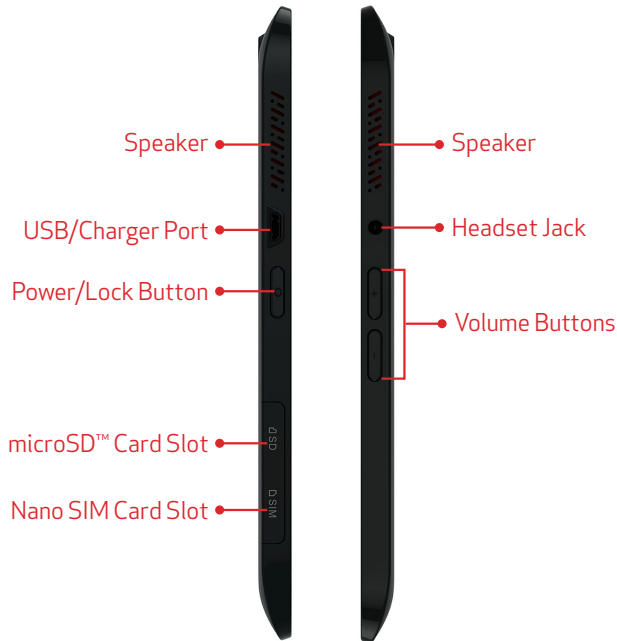 Speaker
USB/Charger Port
Power/Lock Button
microSD™ Card Slot
Nano SIM Card Slot
SD
SIM
Speaker
Headset Jack
+
-
Volume Buttons